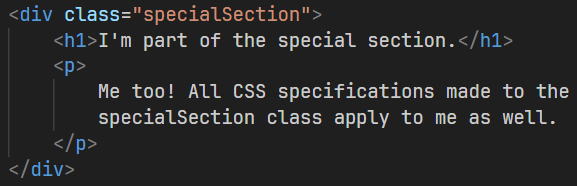 <div class="specialSection">
    <h1>I'm part of the special section.</h1>
    <p>
        Me too! All CSS specifications made to the
        specialSection class apply to me as well.
    </p>
</div>